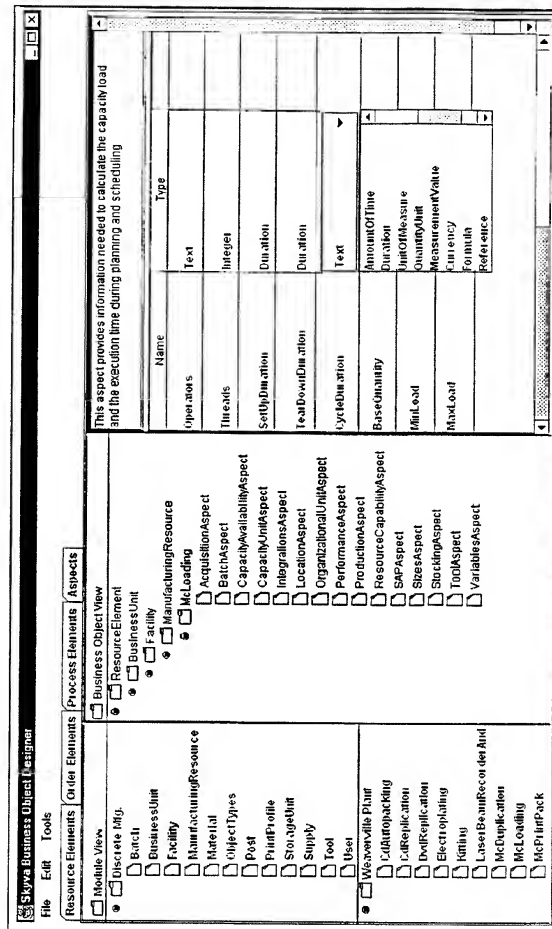 Skyva Business Object Designer
File Edit Tools
Resource Elements Order Elements Process Elements Aspects
Module View
Discrete Mfg.
Batch
BusinessUnit
Facility
ManufacturingResource
Material
ObjectTypes
Post
PrintProfile
StorageUnit
Supply
Tool
User
Weaverville Plant
CdAutopacking
CdReplication
DvdReplication
Electroplating
Kitting
LaserBeamRecorderAnd
McDuplication
McLoading
McPrintPack
Business Object View
ResourceElement
BusinessUnit
Facility
ManufacturingResource
McLoading
AcquisitionAspect
BatchAspect
CapacityAvailabilityAspect
CapacityUnitAspect
IntegrationsAspect
LocationAspect
OrganizationalUnitAspect
PerformanceAspect
ProductionAspect
ResourceCapabilityAspect
SAPAspect
SizesAspect
StockingAspect
ToolAspect
VariablesAspect
This aspect provides information needed to calculate the capacity load
and the execution time during planning and scheduling
Name Type
Operators Text
Threads Integer
SetUpDuration Duration
TearDownDuration Duration
CycleDuration Text
BaseQuantity
MinLoad
MaxLoad
AmountOfTime
Duration
UnitOfMeasure
QuantityUnit
MeasurementValue
Currency
Formula
Reference